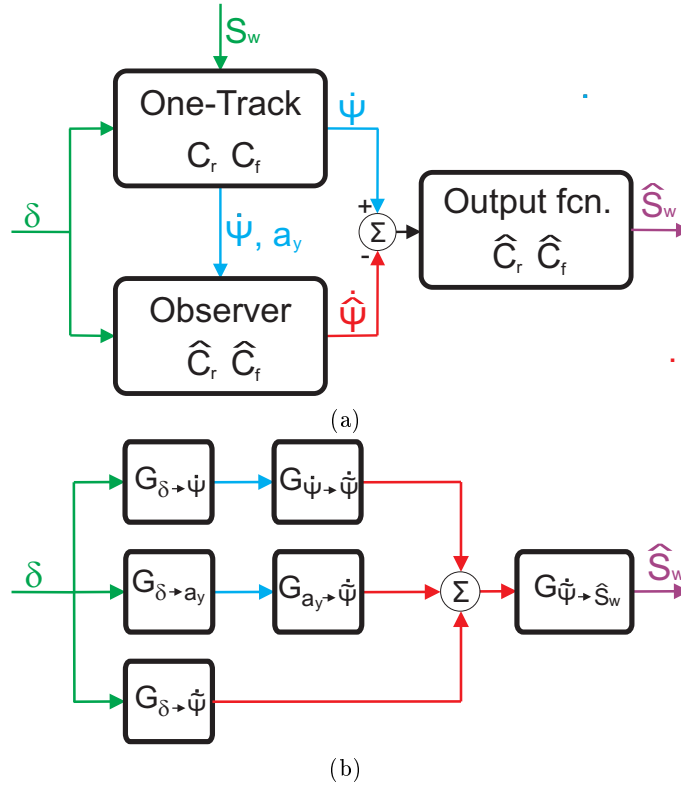 S_w
One-Track
C_r C_f
ψ̇
δ
ψ̇, a_y
+
Σ
-
Output fcn.
Ĉ_r Ĉ_f
Ŝ_w
Observer
Ĉ_r Ĉ_f
ψ̂̇
(a)
G_δ→ψ̇
G_ψ̇→ψ̃̇
δ
G_δ→a_y
G_a_y→ψ̃̇
Σ
G_ψ̃̇→Ŝ_w
Ŝ_w
G_δ→ψ̃̇
(b)